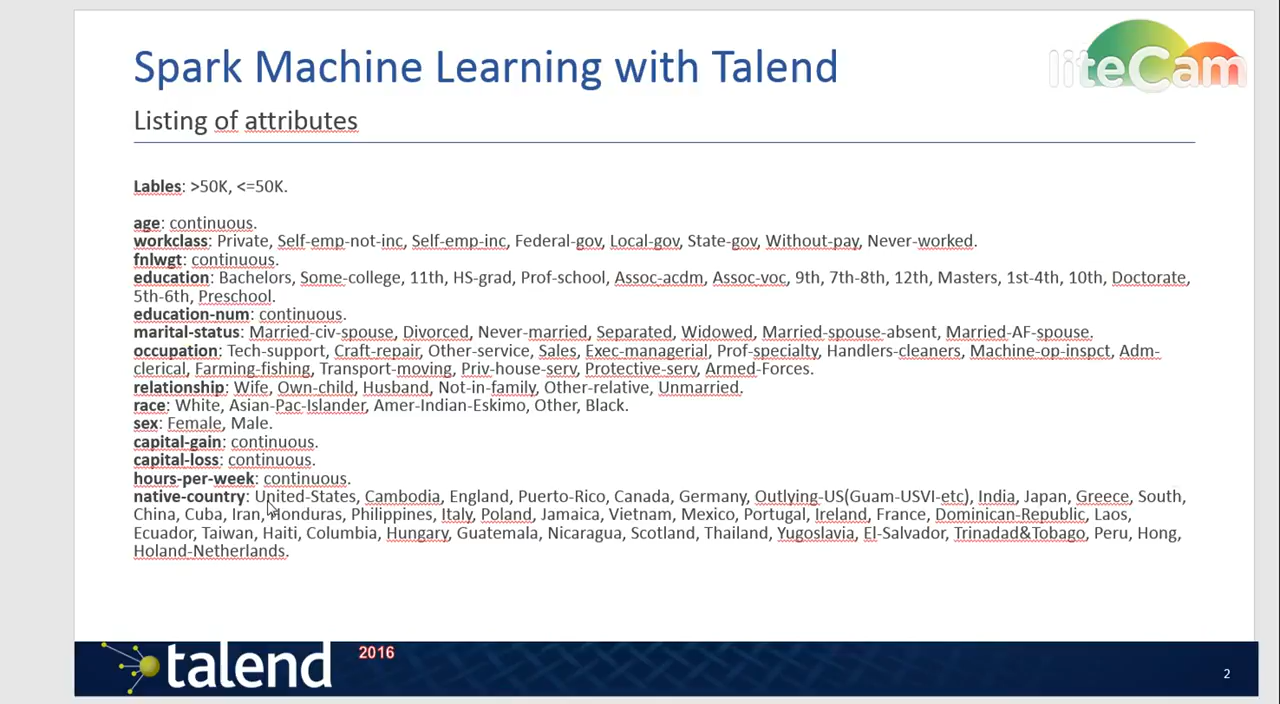 Spark Machine Learning with Talend
liteCam
Listing of attributes
Lables: >50K, <=50K.
age: continuous.
workclass: Private, Self-emp-not-inc, Self-emp-inc, Federal-gov, Local-gov, State-gov, Without-pay, Never-worked.
fnlwgt: continuous.
education: Bachelors, Some-college, 11th, HS-grad, Prof-school, Assoc-acdm, Assoc-voc, 9th, 7th-8th, 12th, Masters, 1st-4th, 10th, Doctorate,
5th-6th, Preschool.
education-num: continuous.
marital-status: Married-civ-spouse, Divorced, Never-married, Separated, Widowed, Married-spouse-absent, Married-AF-spouse.
occupation: Tech-support, Craft-repair, Other-service, Sales, Exec-managerial, Prof-specialty, Handlers-cleaners, Machine-op-inspct, Adm-
clerical, Farming-fishing, Transport-moving, Priv-house-serv, Protective-serv, Armed-Forces.
relationship: Wife, Own-child, Husband, Not-in-family, Other-relative, Unmarried.
race: White, Asian-Pac-Islander, Amer-Indian-Eskimo, Other, Black.
sex: Female, Male.
capital-gain: continuous.
capital-loss: continuous.
hours-per-week: continuous.
native-country: United-States, Cambodia, England, Puerto-Rico, Canada, Germany, Outlying-US(Guam-USVI-etc), India, Japan, Greece, South,
China, Cuba, Iran, Honduras, Philippines, Italy, Poland, Jamaica, Vietnam, Mexico, Portugal, Ireland, France, Dominican-Republic, Laos,
Ecuador, Taiwan, Haiti, Columbia, Hungary, Guatemala, Nicaragua, Scotland, Thailand, Yugoslavia, El-Salvador, Trinadad&Tobago, Peru, Hong,
Holand-Netherlands.
talend
2016
2